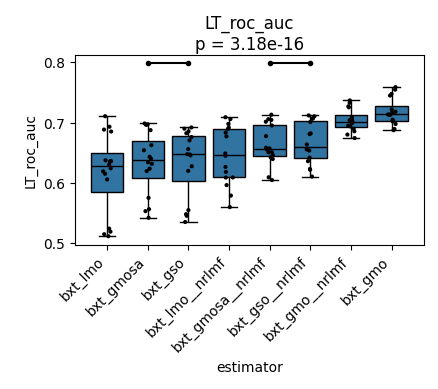 LT_roc_auc
p = 3.18e-16
LT_roc_auc
0.8
0.7
0.6
0.5
bxt_lmo
bxt_gmosa
bxt_gso
bxt_lmo__nrlmf
bxt_gmosa__nrlmf
bxt_gso__nrlmf
bxt_gmo__nrlmf
bxt_gmo
estimator